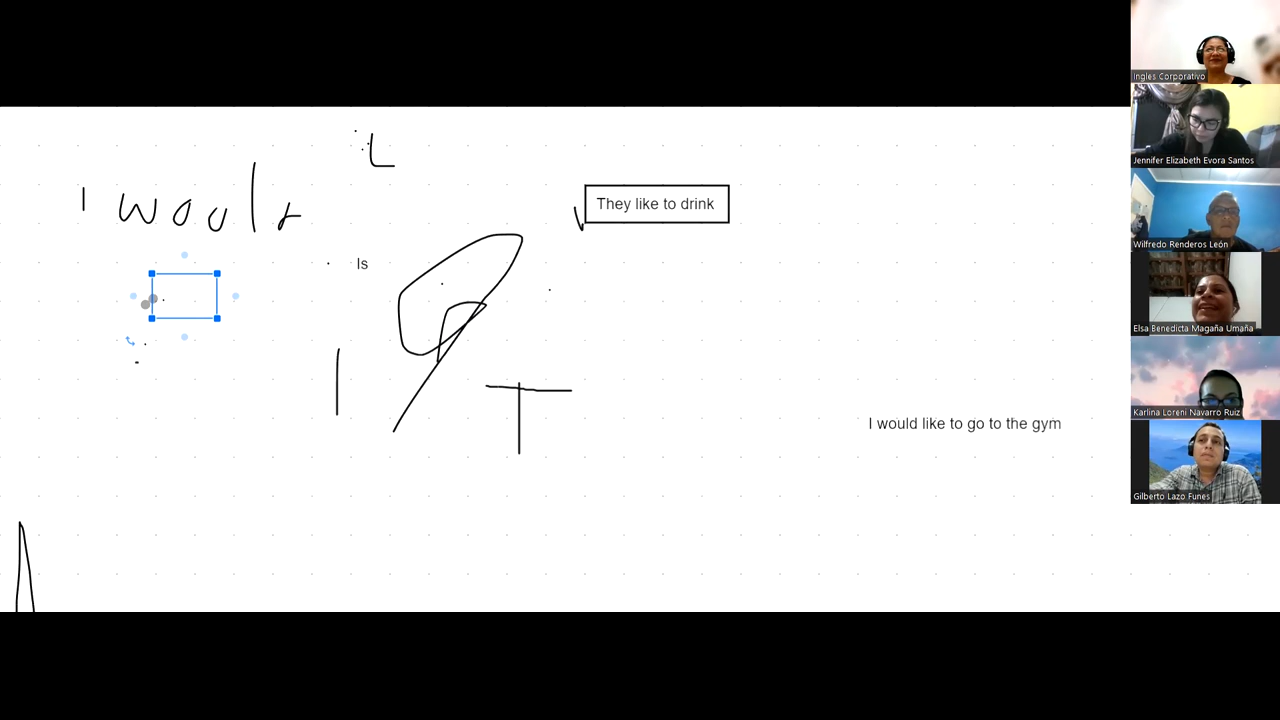 L
I would
They like to drink
Is
I
T
I would like to go to the gym
Ingles Corporativo
Jennifer Elizabeth Evora Santos
Wilfredo Renderos León
Elsa Benedicta Magaña Umaña
Karlina Loreni Navarro Ruiz
Gilberto Lazo Funes